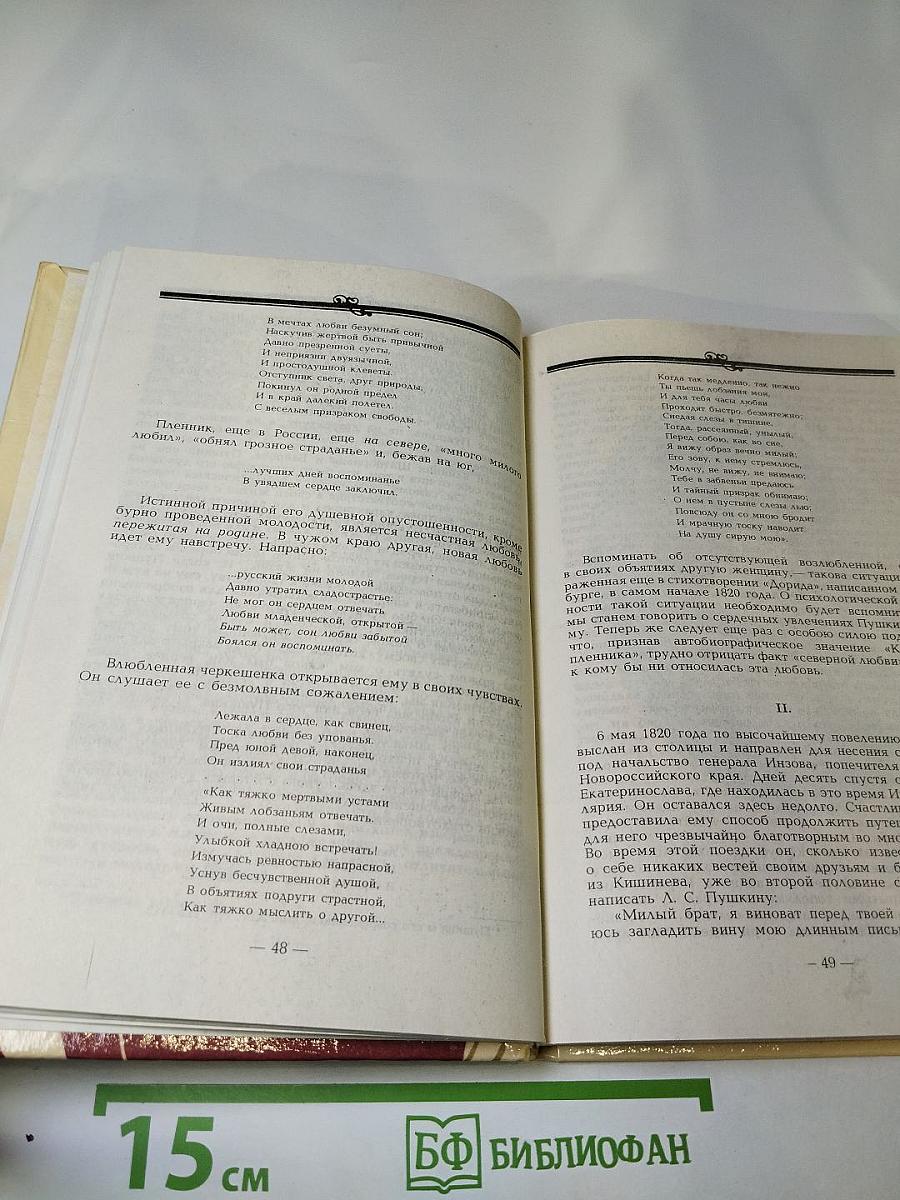 В мечтах любви безумный сон;
Наскучив жертвой быть привычной
Давно презренной суеты,
И неприязни двуязычной,
И простодушной клеветы.
Отступник света, друг природы,
Покинул он родной предел
И в край далекий полетел
С веселым призраком свободы.
Пленник, еще в России, еще на севере, «много милого
любил», «обнял грозное страданье» и, бежав на юг,
...лучших дней воспоминанье
В увядшем сердце заключил.
Истинной причиной его душевной опустошенности, кроме
бурно проведенной молодости, является несчастная любовь,
пережитая на родине. В чужом краю другая, новая любовь
идет ему навстречу. Напрасно:
...русский жизни молодой
Давно утратил сладострастье:
Не мог он сердцем отвечать
Любви младенческой, открытой —
Быть может, сон любви забытой
Боялся он воспоминать.
Влюбленная черкешенка открывается ему в своих чувствах.
Он слушает ее с безмолвным сожалением:
Лежала в сердце, как свинец,
Тоска любви без упованья.
Пред юной девой, наконец,
Он излиял свои страданья
. . . . . . . . . . . .
«Как тяжко мертвыми устами
Живым лобзаньям отвечать.
И очи, полные слезами,
Улыбкой хладною встречать!
Измучась ревностью напрасной,
Уснув бесчувственной душой,
В объятиях подруги страстной,
Как тяжко мыслить о другой...
— 48 —
Когда так медленно, так нежно
Ты пьешь лобзания мои,
И для тебя часы любви
Проходят быстро, безмятежно;
Снедая слезы в тишине,
Тогда, рассеянный, унылый,
Перед собою, как во сне,
Я вижу образ вечно милый;
Его зову, к нему стремлюсь,
Молчу, не вижу, не внимаю;
Тебе в забвеньи предаюсь
И тайный призрак обнимаю;
О нем в пустыне слезы лью;
Повсюду он со мною бродит
И мрачную тоску наводит
На душу сирую мою».
Вспоминать об отсутствующей возлюбленной,
в своих объятиях другую женщину,— такова ситуаци
раженная еще в стихотворении «Дорида», написанном
бурге, в самом начале 1820 года. О психологической
ности такой ситуации необходимо будет вспомнит
мы станем говорить о сердечных увлечениях Пушки
му. Теперь же следует еще раз с особою силою под
что, признав автобиографическое значение «К
пленника», трудно отрицать факт «северной любви
к кому бы ни относилась эта любовь.
II.
6 мая 1820 года по высочайшему повелению
выслан из столицы и направлен для несения с
под начальство генерала Инзова, попечителя
Новороссийского края. Дней десять спустя о
Екатеринослава, где находилась в это время И
лярия. Он оставался здесь недолго. Счастлив
предоставила ему способ продолжить путе
для него чрезвычайно благотворным во мно
Во время этой поездки он, сколько извес
о себе никаких вестей своим друзьям и б
из Кишинева, уже во второй половине с
написать Л. С. Пушкину:
«Милый брат, я виноват перед твоей
юсь загладить вину мою длинным пись
— 49 —
15 см
БФ БИБЛИОФАН